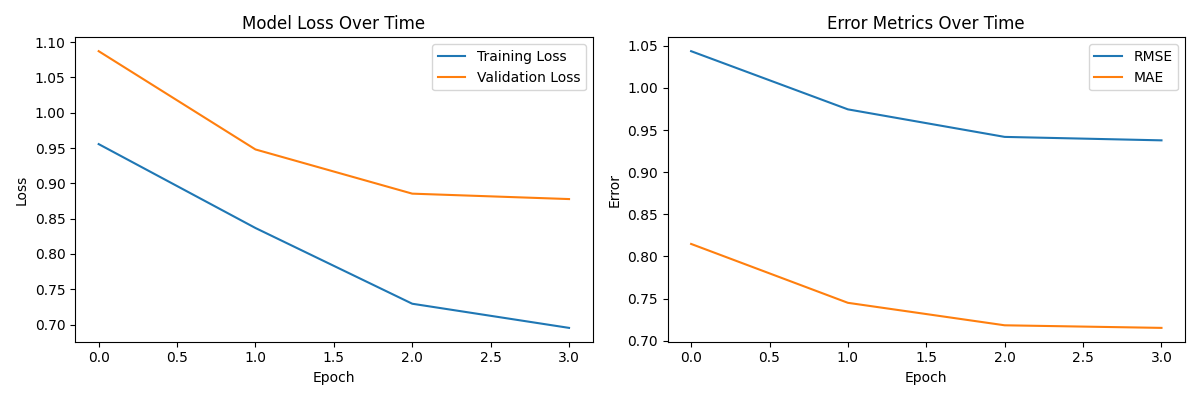 Model Loss Over Time
1.10
1.05
1.00
0.95
0.90
0.85
0.80
0.75
0.70
Loss
0.0 0.5 1.0 1.5 2.0 2.5 3.0
Epoch
Training Loss
Validation Loss
Error Metrics Over Time
1.05
1.00
0.95
0.90
0.85
0.80
0.75
0.70
Error
0.0 0.5 1.0 1.5 2.0 2.5 3.0
Epoch
RMSE
MAE